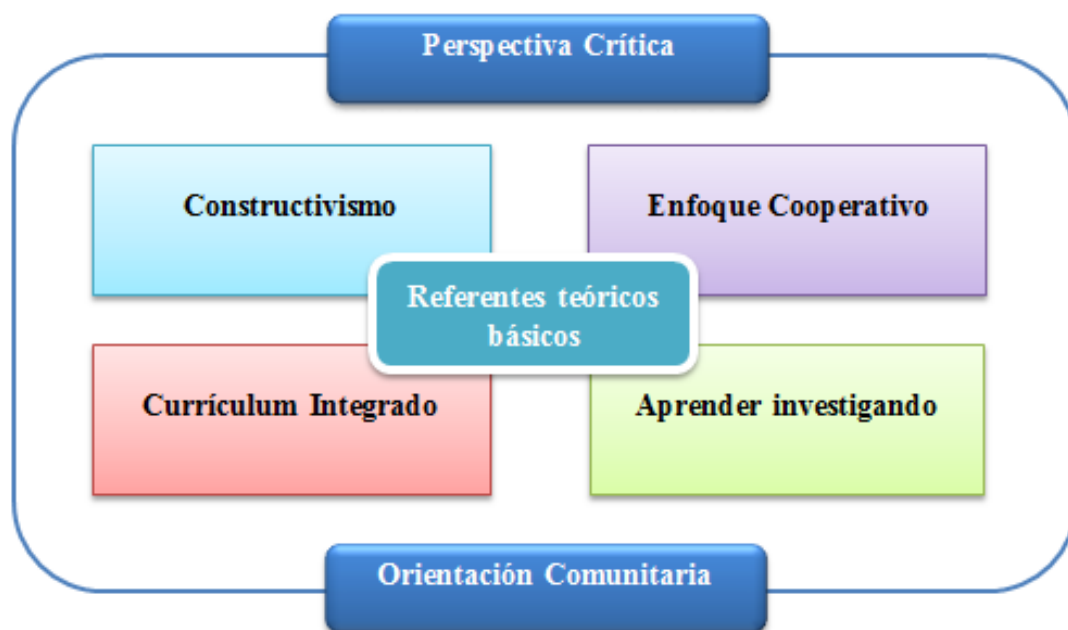 Perspectiva Crítica
Constructivismo
Enfoque Cooperativo
Referentes teóricos
básicos
Currículum Integrado
Aprender investigando
Orientación Comunitaria